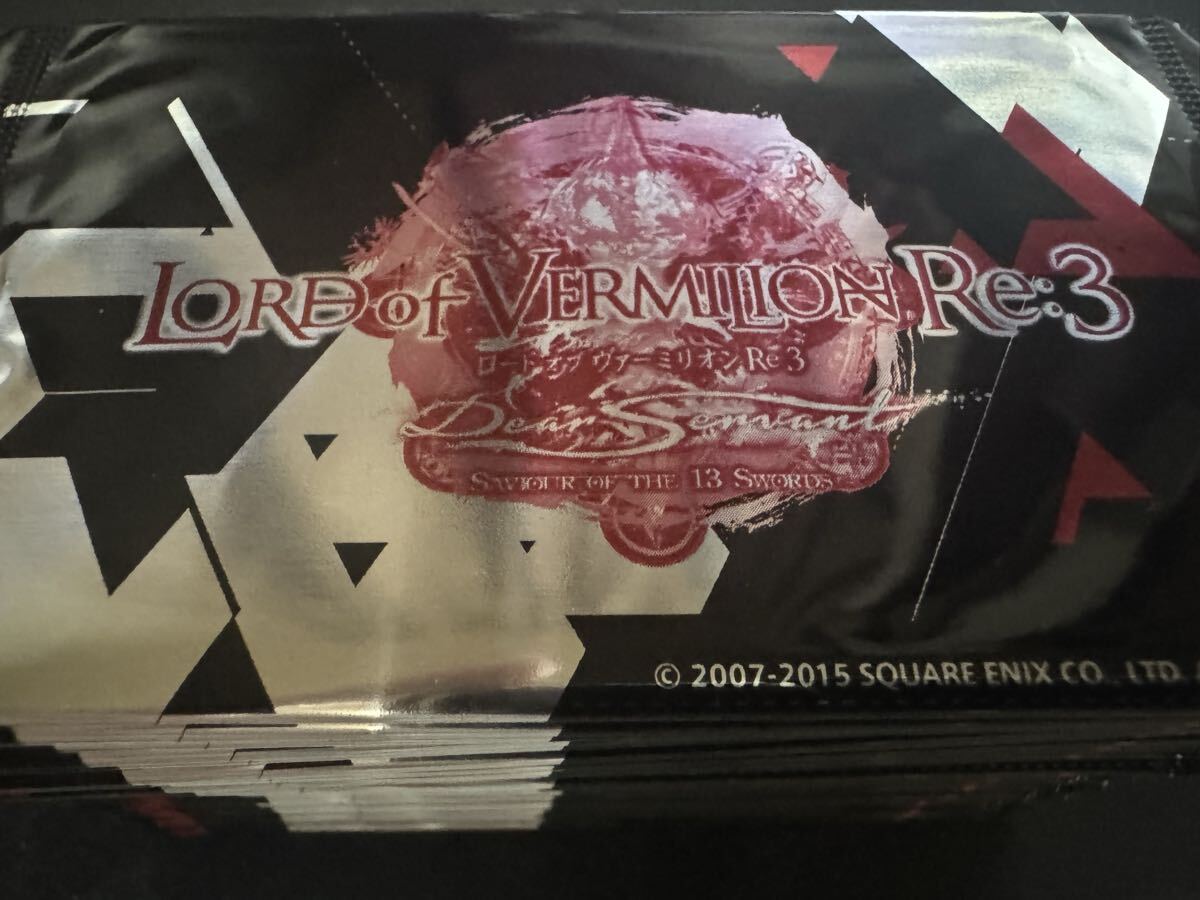 LORD of VERMILION Re:3
ロード オブ ヴァーミリオン Re:3
Dear Servant
SAVIOUR OF THE 13 SWORDS
© 2007-2015 SQUARE ENIX CO., LTD.